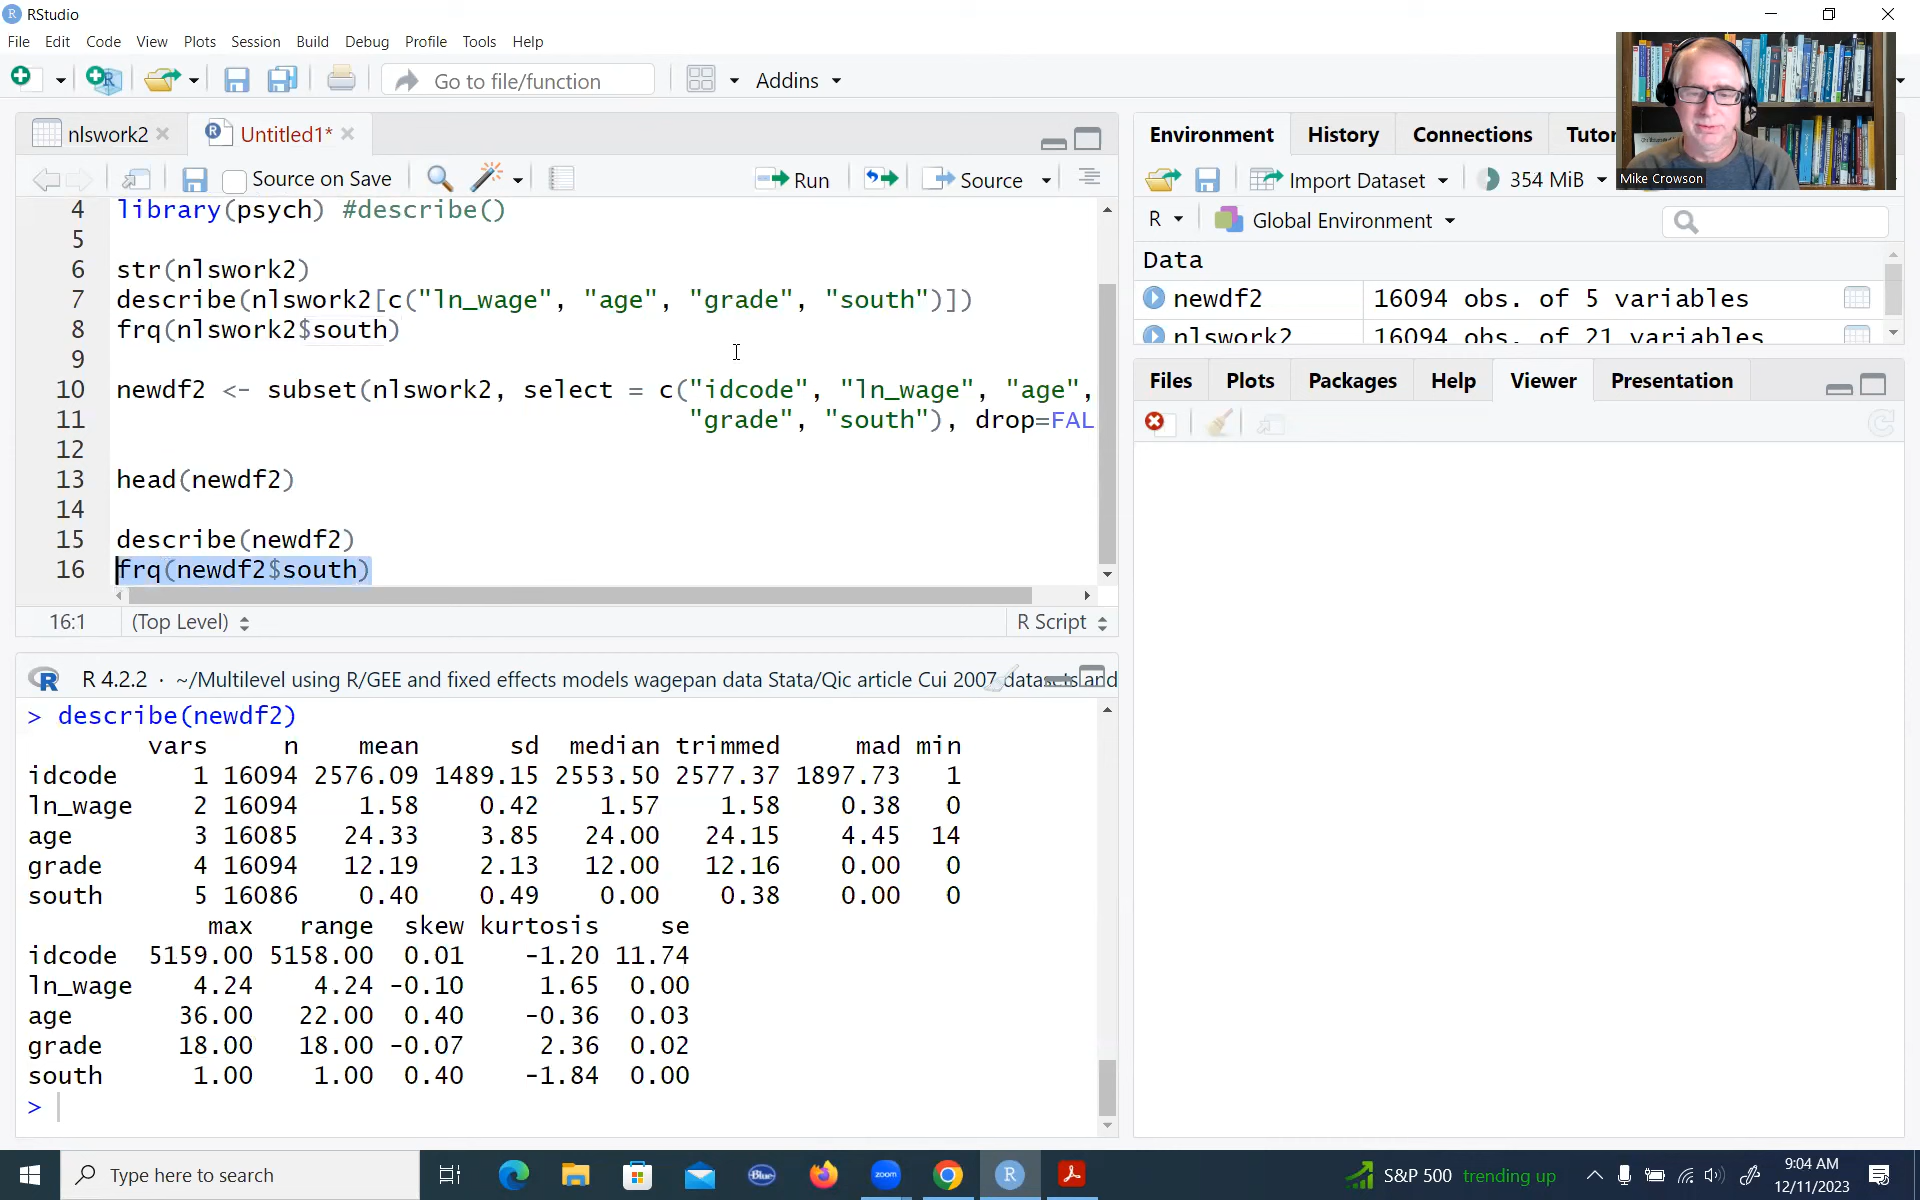 RStudio
File Edit Code View Plots Session Build Debug Profile Tools Help
Go to file/function Addins
nlswork2 Untitled1*
Source on Save Run Source
4 library(psych) #describe()
5
6 str(nlswork2)
7 describe(nlswork2[c("ln_wage", "age", "grade", "south")])
8 frq(nlswork2$south)
9
10 newdf2 <- subset(nlswork2, select = c("idcode", "ln_wage", "age",
11 "grade", "south"), drop=FAL
12
13 head(newdf2)
14
15 describe(newdf2)
16 frq(newdf2$south)
16:1 (Top Level) R Script
R 4.2.2 · ~/Multilevel using R/GEE and fixed effects models wagepan data Stata/Qic article Cui 2007 datasets and
> describe(newdf2)
vars n mean sd median trimmed mad min
idcode 1 16094 2576.09 1489.15 2553.50 2577.37 1897.73 1
ln_wage 2 16094 1.58 0.42 1.57 1.58 0.38 0
age 3 16085 24.33 3.85 24.00 24.15 4.45 14
grade 4 16094 12.19 2.13 12.00 12.16 0.00 0
south 5 16086 0.40 0.49 0.00 0.38 0.00 0
max range skew kurtosis se
idcode 5159.00 5158.00 0.01 -1.20 11.74
ln_wage 4.24 4.24 -0.10 1.65 0.00
age 36.00 22.00 0.40 -0.36 0.03
grade 18.00 18.00 -0.07 2.36 0.02
south 1.00 1.00 0.40 -1.84 0.00
>
Environment History Connections Tutor
Import Dataset 354 MiB
R Global Environment
Data
newdf2 16094 obs. of 5 variables
nlswork2 16094 obs. of 21 variables
Files Plots Packages Help Viewer Presentation
Mike Crowson
Type here to search
Blue
zoom
S&P 500 trending up
9:04 AM
12/11/2023